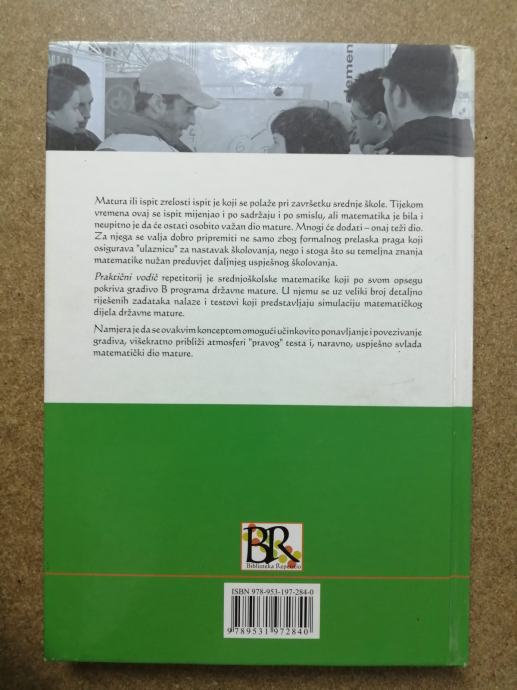 emen
Matura ili ispit zrelosti ispit je koji se polaže pri završetku srednje škole. Tijekom
vremena ovaj se ispit mijenjao i po sadržaju i po smislu, ali matematika je bila i
neupitno je da će ostati osobito važan dio mature. Mnogi će dodati – onaj teži dio.
Za njega se valja dobro pripremiti ne samo zbog formalnog prelaska praga koji
osigurava "ulaznicu" za nastavak školovanja, nego i stoga što su temeljna znanja
matematike nužan preduvjet daljnjeg uspješnog školovanja.
Praktični vodič repetitorij je srednjoškolske matematike koji po svom opsegu
pokriva gradivo B programa državne mature. U njemu se uz veliki broj detaljno
riješenih zadataka nalaze i testovi koji predstavljaju simulaciju matematičkog
dijela državne mature.
Namjera je da se ovakvim konceptom omogući učinkovito ponavljanje i povezivanje
gradiva, višekratno približi atmosferi "pravog" testa i, naravno, uspješno svlada
matematički dio mature.
BR
Biblioteka Repetitio
ISBN 978-953-197-284-0
9 789531 972840